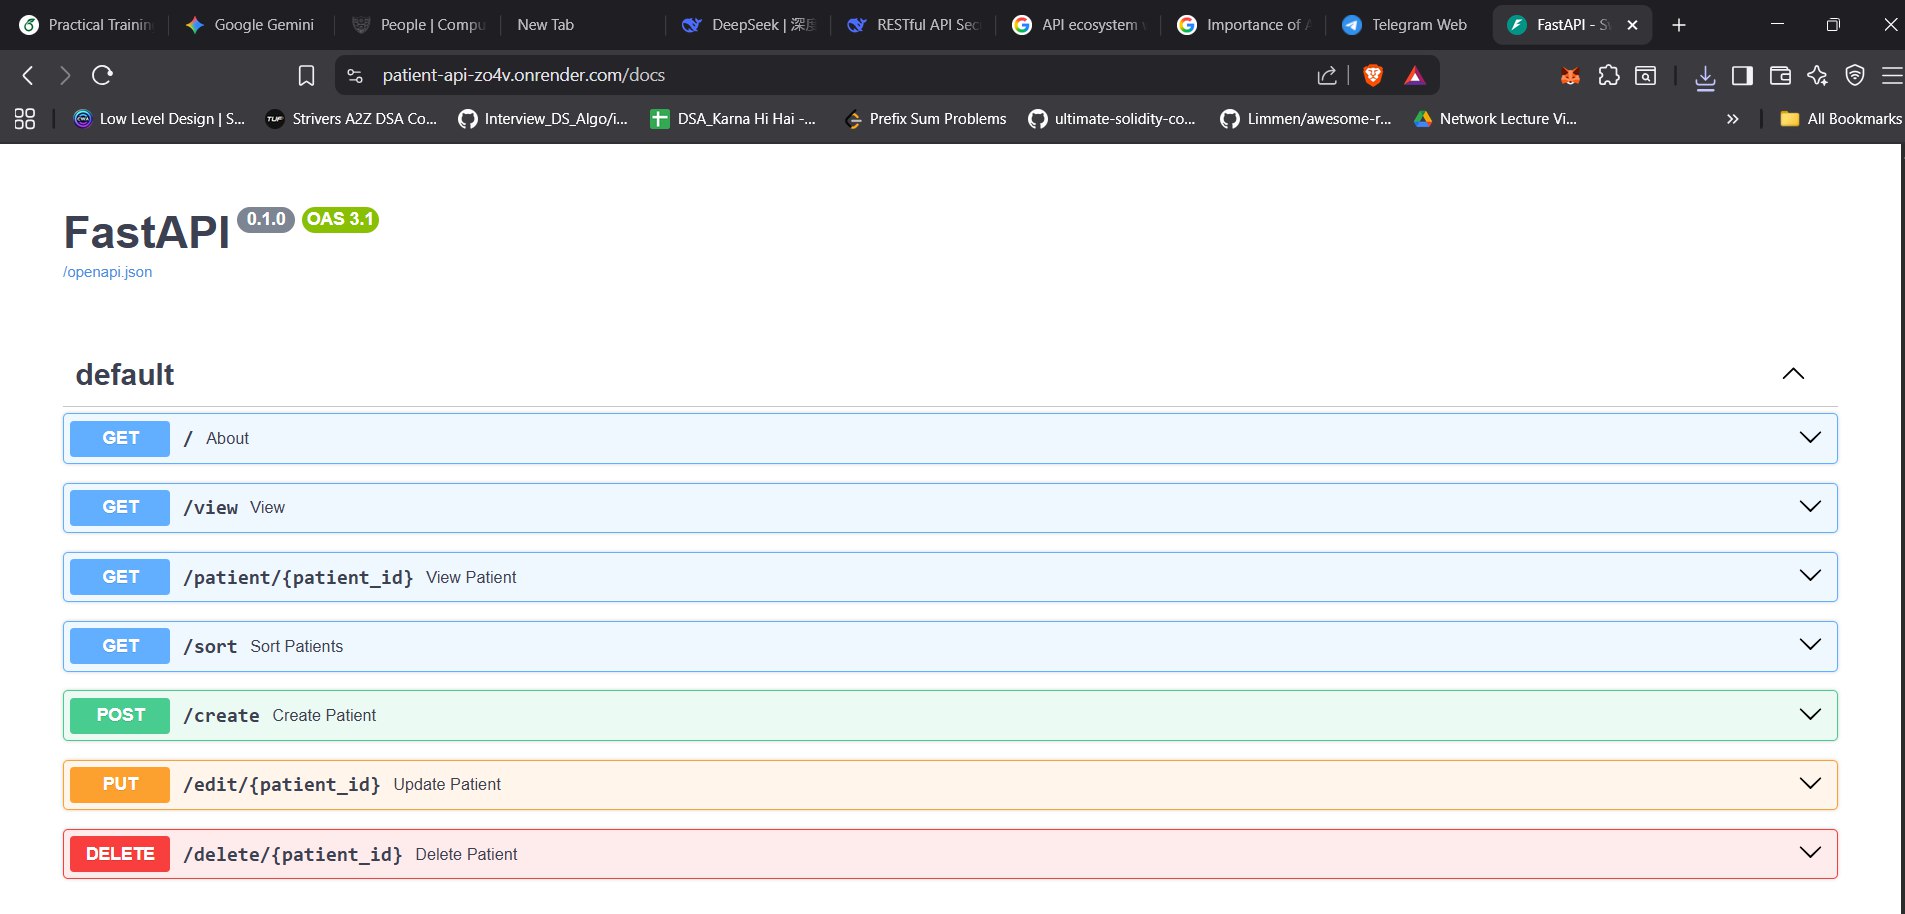 Practical Trainin Google Gemini People | Compu New Tab DeepSeek | 深度 RESTful API Sec API ecosystem Importance of A Telegram Web FastAPI - S
patient-api-zo4v.onrender.com/docs
Low Level Design | S... Strivers A2Z DSA Co... Interview_DS_Algo/i... DSA_Karna Hi Hai -... Prefix Sum Problems ultimate-solidity-co... Limmen/awesome-r... Network Lecture Vi... » All Bookmarks
FastAPI 0.1.0 OAS 3.1
/openapi.json
default
GET / About
GET /view View
GET /patient/{patient_id} View Patient
GET /sort Sort Patients
POST /create Create Patient
PUT /edit/{patient_id} Update Patient
DELETE /delete/{patient_id} Delete Patient